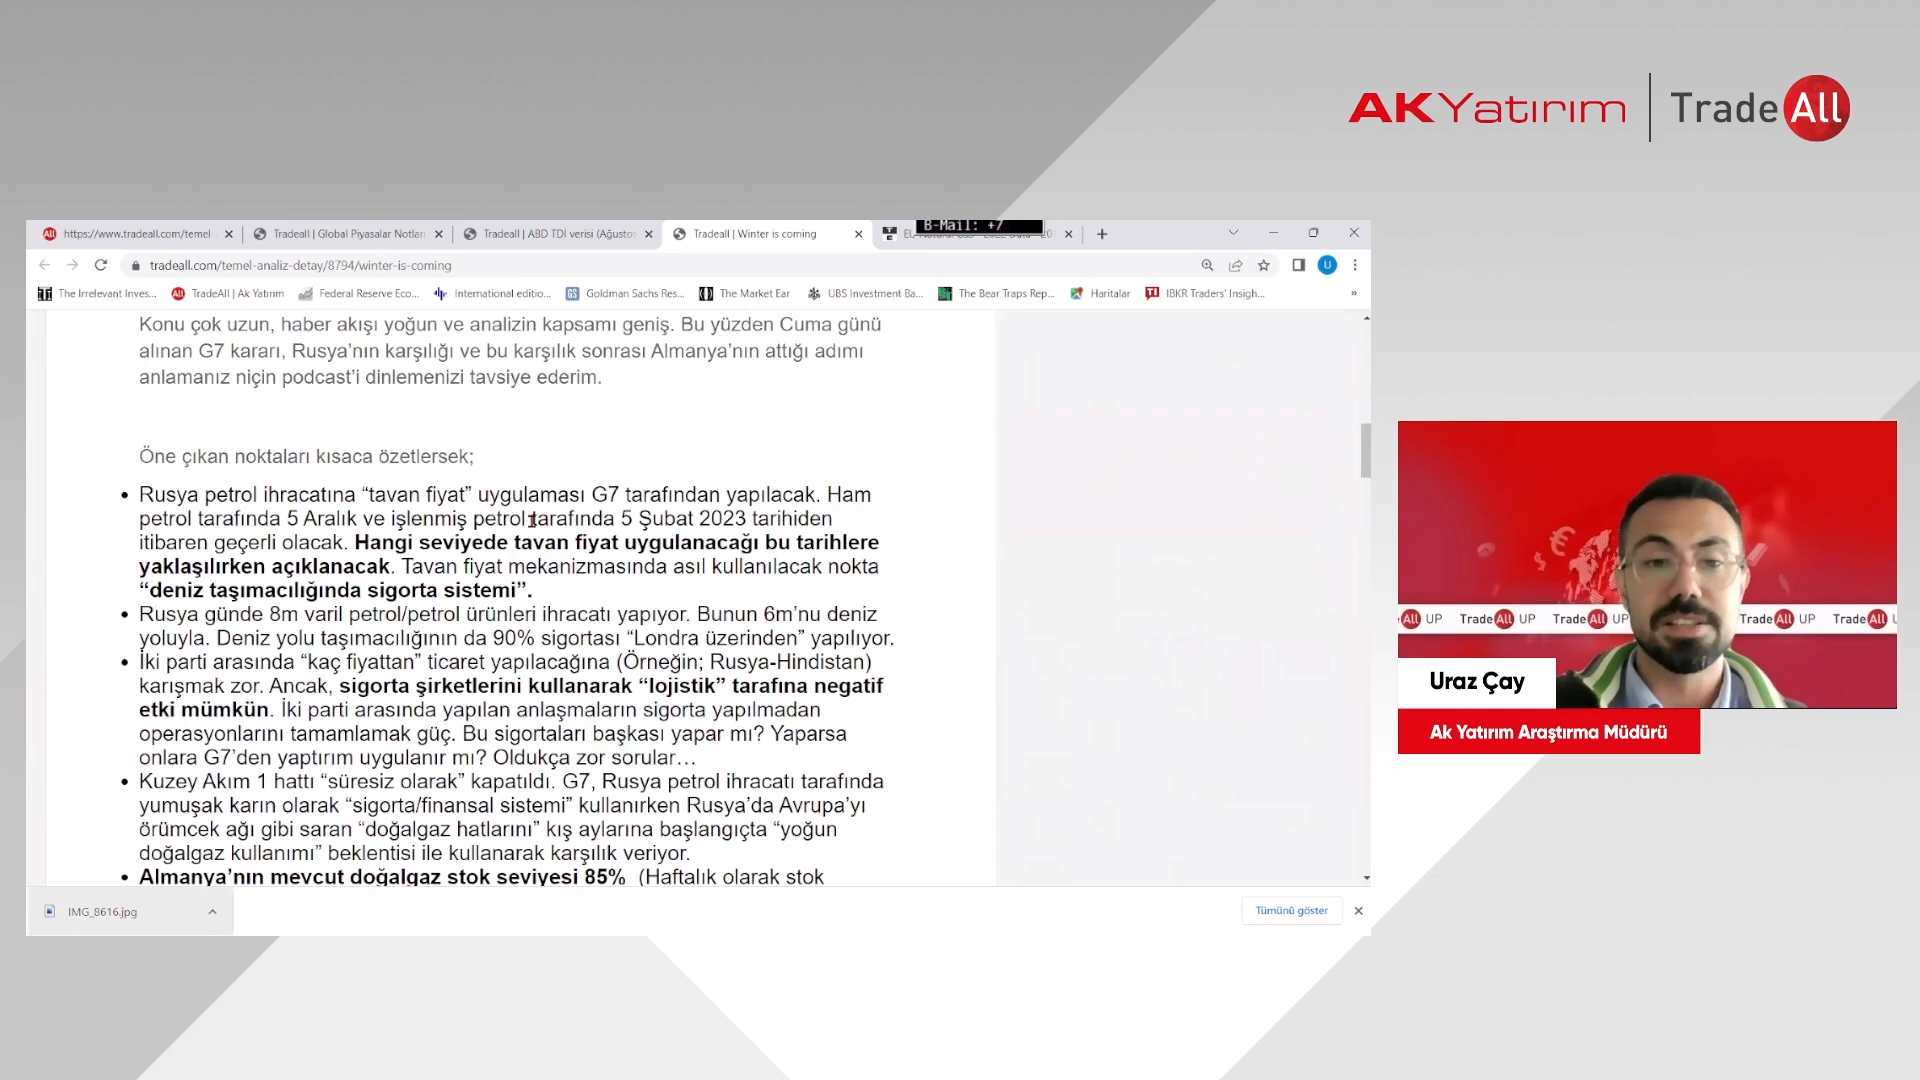 AKYatırım | TradeAll
B-Mail: +7
https://www.tradeall.com/temel-
Tradeall | Global Piyasalar Notları
Tradeall | ABD TDİ verisi (Ağustos
Tradeall | Winter is coming
tradeall.com/temel-analiz-detay/8794/winter-is-coming
U
The Irrelevant Inves...
TradeAll | Ak Yatırım
Federal Reserve Eco...
International editio...
Goldman Sachs Res...
The Market Ear
UBS Investment Ba...
The Bear Traps Rep...
Haritalar
IBKR Traders' Insigh...
»
Konu çok uzun, haber akışı yoğun ve analizin kapsamı geniş. Bu yüzden Cuma günü
alınan G7 kararı, Rusya’nın karşılığı ve bu karşılık sonrası Almanya’nın attığı adımı
anlamanız niçin podcast’i dinlemenizi tavsiye ederim.
Öne çıkan noktaları kısaca özetlersek;
• Rusya petrol ihracatına “tavan fiyat” uygulaması G7 tarafından yapılacak. Ham
petrol tarafında 5 Aralık ve işlenmiş petrol tarafında 5 Şubat 2023 tarihiden
itibaren geçerli olacak. Hangi seviyede tavan fiyat uygulanacağı bu tarihlere
yaklaşılırken açıklanacak. Tavan fiyat mekanizmasında asıl kullanılacak nokta
“deniz taşımacılığında sigorta sistemi”.
• Rusya günde 8m varil petrol/petrol ürünleri ihracatı yapıyor. Bunun 6m’nu deniz
yoluyla. Deniz yolu taşımacılığının da 90% sigortası “Londra üzerinden” yapılıyor.
• İki parti arasında “kaç fiyattan” ticaret yapılacağına (Örneğin; Rusya-Hindistan)
karışmak zor. Ancak, sigorta şirketlerini kullanarak “lojistik” tarafına negatif
etki mümkün. İki parti arasında yapılan anlaşmaların sigorta yapılmadan
operasyonlarını tamamlamak güç. Bu sigortaları başkası yapar mı? Yaparsa
onlara G7’den yaptırım uygulanır mı? Oldukça zor sorular…
• Kuzey Akım 1 hattı “süresiz olarak” kapatıldı. G7, Rusya petrol ihracatı tarafında
yumuşak karın olarak “sigorta/finansal sistemi” kullanırken Rusya’da Avrupa’yı
örümcek ağı gibi saran “doğalgaz hatlarını” kış aylarına başlangıçta “yoğun
doğalgaz kullanımı” beklentisi ile kullanarak karşılık veriyor.
• Almanya’nın mevcut doğalgaz stok seviyesi 85% (Haftalık olarak stok
All UP TradeAll UP TradeAll UP TradeAll UP TradeAll
Uraz Çay
Ak Yatırım Araştırma Müdürü
IMG_8616.jpg
Tümünü göster